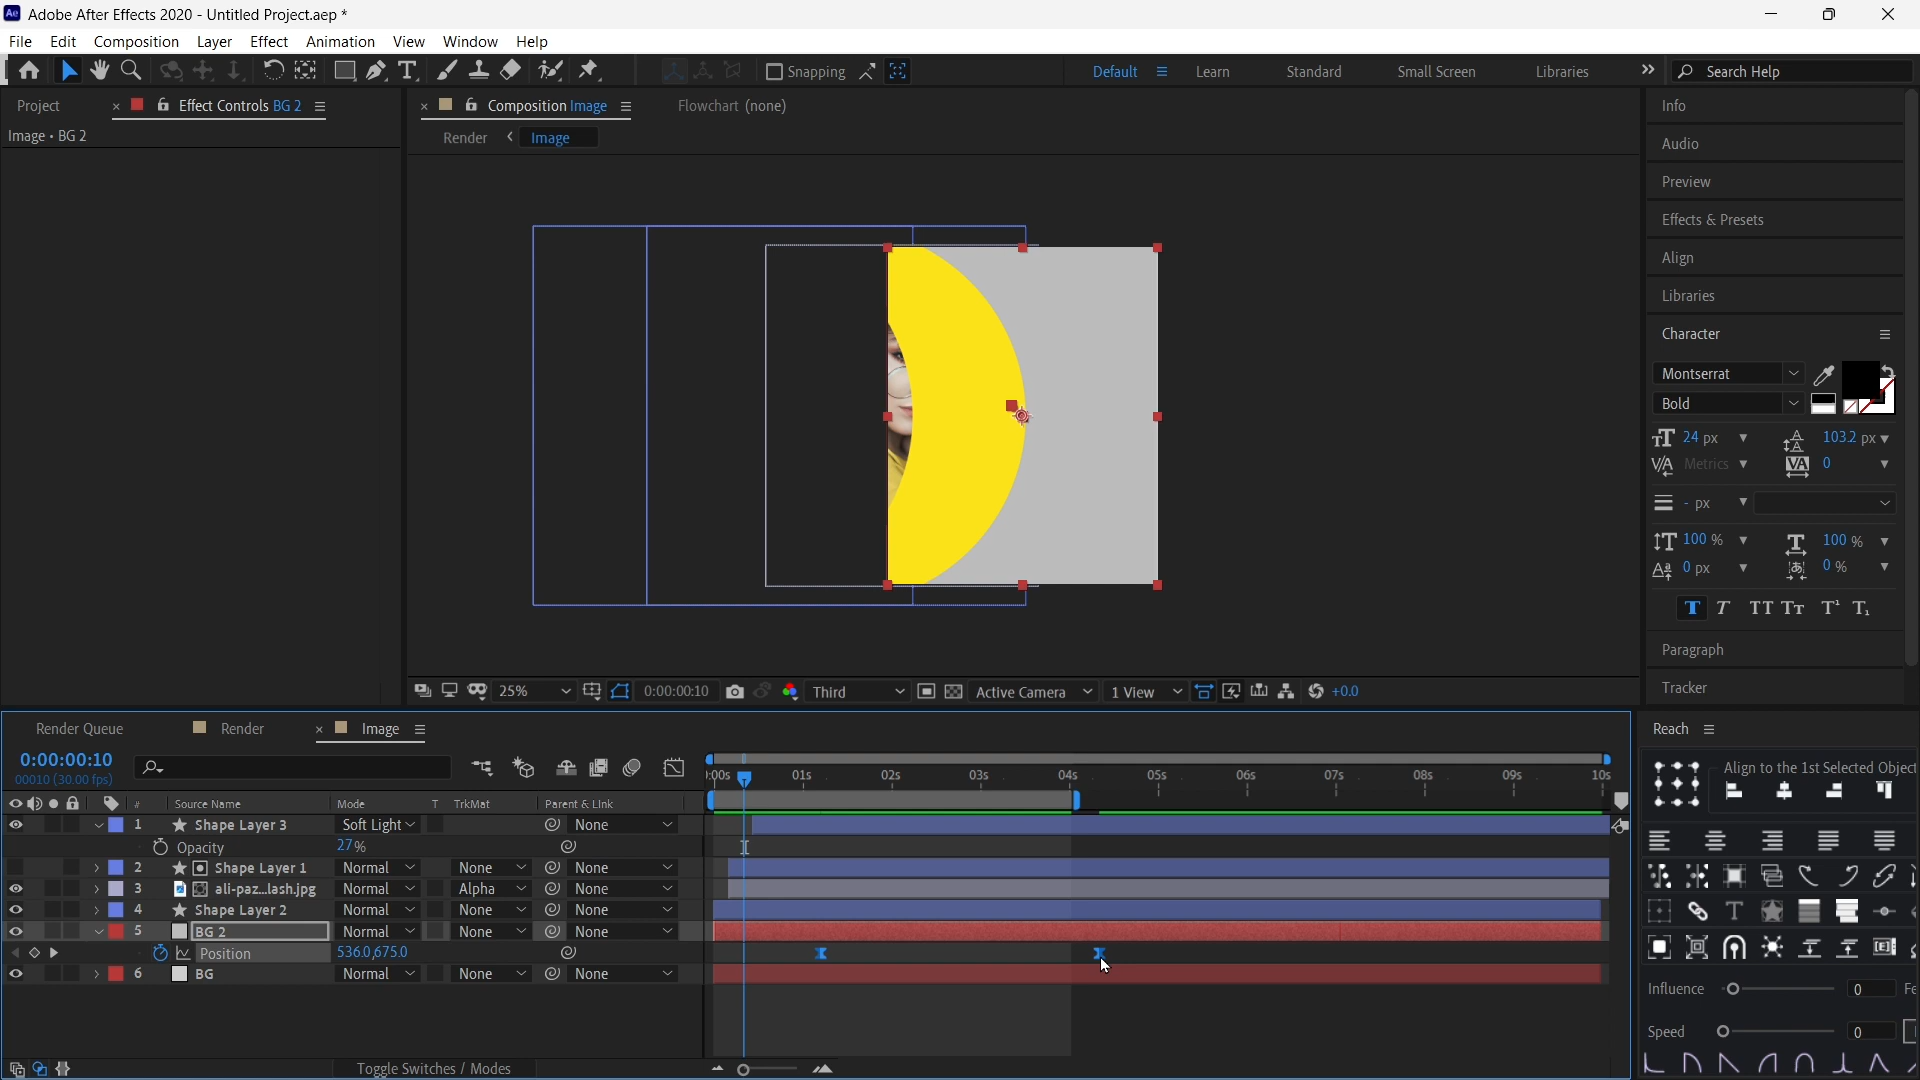 Ae Adobe After Effects 2020 - Untitled Project.aep *
File Edit Composition Layer Effect Animation View Window Help
Snapping Default Learn Standard Small Screen Libraries Search Help
Project Effect Controls BG 2 Composition Image Flowchart (none) Info
Image • BG 2 Render Image Audio
Preview
Effects & Presets
Align
Libraries
Character
Montserrat
Bold
24 px 103.2 px
Metrics 0
- px
100 % 100 %
0 px 0 %
T T TT Tt T¹ T₁
Paragraph
25% 0:00:00:10 Third Active Camera 1 View +0.0 Tracker
Render Queue Render Image Reach
0:00:00:10
00010 (30.00 fps)
:00s 01s 02s 03s 04s 05s 06s 07s 08s 09s 10s
Align to the 1st Selected Object
# Source Name Mode T TrkMat Parent & Link
1 Shape Layer 3 Soft Light None
Opacity 27%
2 Shape Layer 1 Normal None None
3 ali-paz...lash.jpg Normal Alpha None
4 Shape Layer 2 Normal None None
5 BG 2 Normal None None
Position 536.0,675.0
6 BG Normal None None
Influence 0 Fe
Speed 0
Toggle Switches / Modes